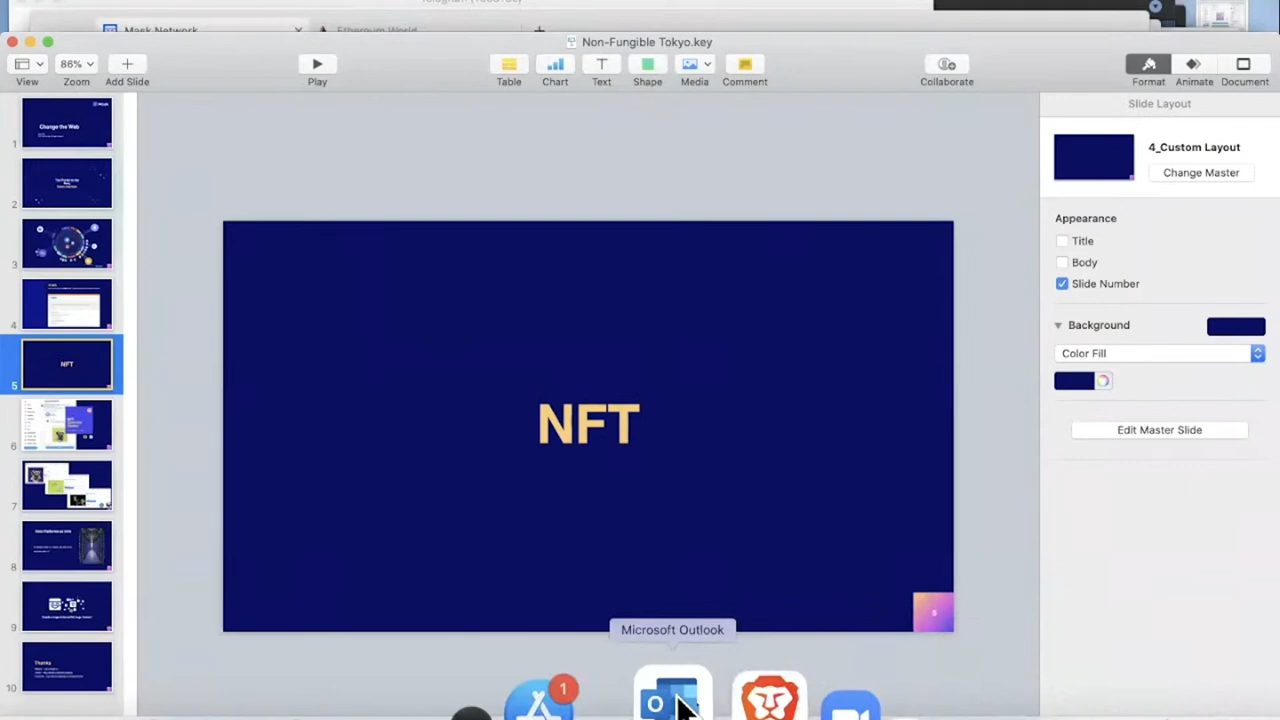 Mask Network
Ethereum World
Non-Fungible Tokyo.key
86%
View
Zoom
Add Slide
Play
Table
Chart
Text
Shape
Media
Comment
Collaborate
Format
Animate
Document
Slide Layout
4_Custom Layout
Change Master
Appearance
Title
Body
Slide Number
Background
Color Fill
Edit Master Slide
1
Change the Web
2
3
4
5
NFT
6
7
8
9
10
Thanks
NFT
5
Microsoft Outlook
1